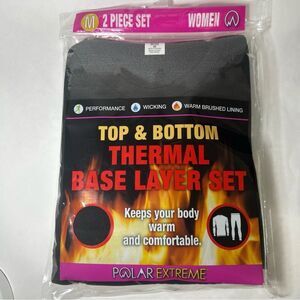 M 2 PIECE SET WOMEN
PERFORMANCE WICKING WARM BRUSHED LINING
TOP & BOTTOM
THERMAL
BASE LAYER SET
Keeps your body
warm
and comfortable.
POLAR EXTREME